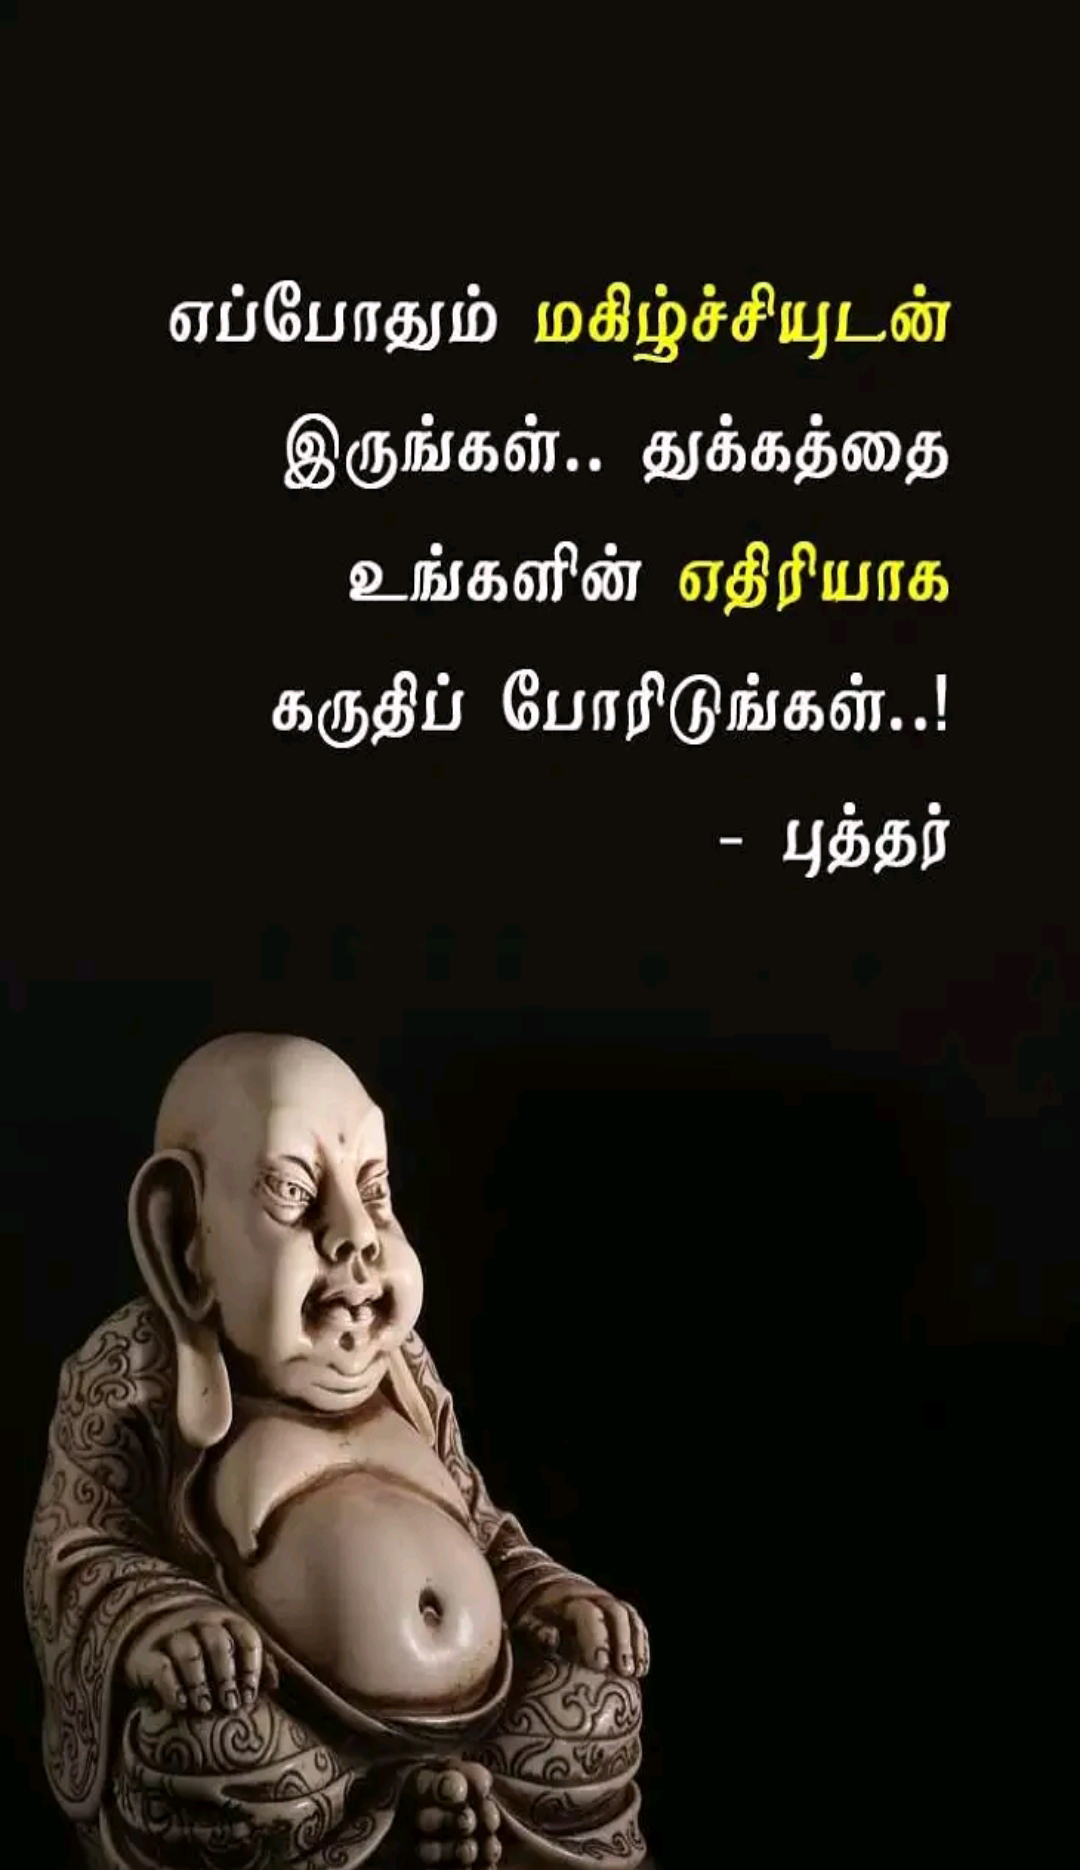 எப்போதும் மகிழ்ச்சியுடன்
இருங்கள்.. துக்கத்தை
உங்களின் எதிரியாக
கருதிப் போரிடுங்கள்..!
- புத்தர்